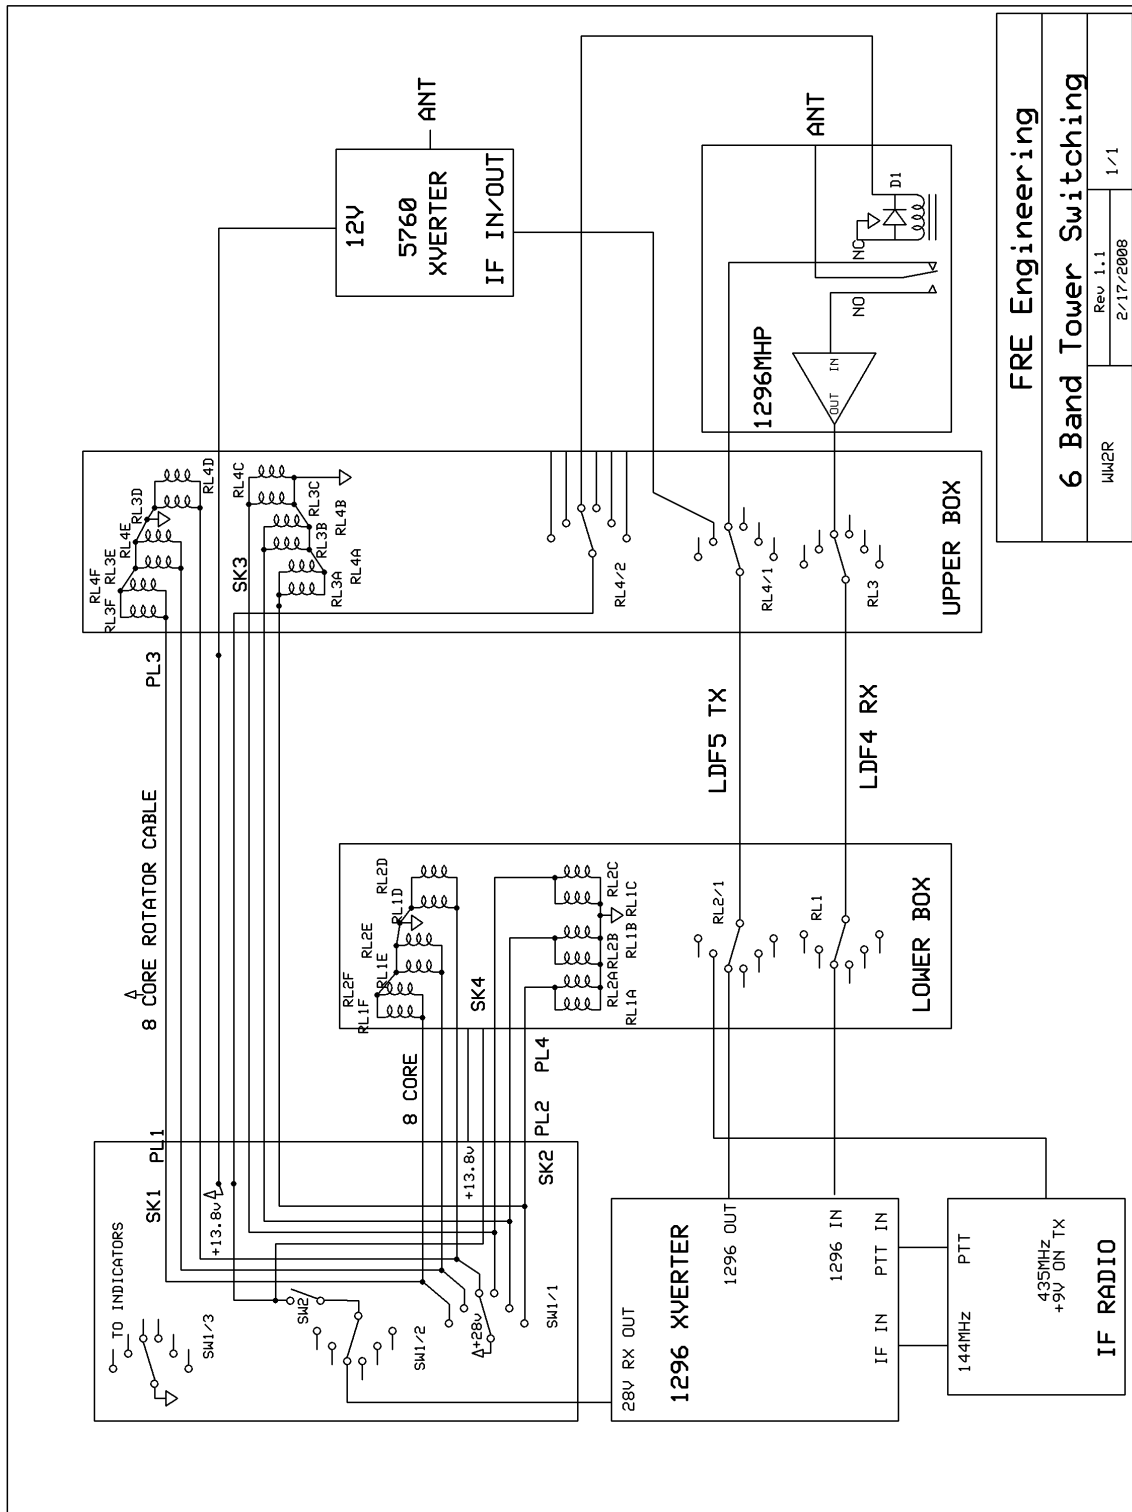 FRE Engineering
6 Band Tower Switching
WW2R
Rev 1.1
2/17/2008
1/1
TO INDICATORS
SW1/3
SK1
PL1
+13.8v
SW2
SW1/2
+28v
SW1/1
+13.8v
SK2
PL2
PL4
8 CORE
8 CORE ROTATOR CABLE
PL3
RL3F
RL4F
RL3E
RL4E
RL3D
RL4D
SK3
RL4C
RL3C
RL4B
RL3B
RL4A
RL3A
RL4/2
RL4/1
RL3
UPPER BOX
12V
5760
XVERTER
IF IN/OUT
ANT
ANT
1296MHP
OUT
IN
NO
NC
D1
LDF5 TX
LDF4 RX
RL1F
RL2F
RL1E
RL2E
RL1D
RL2D
SK4
RL1A
RL2A
RL2B
RL1B
RL1C
RL2C
RL2/1
RL1
LOWER BOX
28V RX OUT
1296 XVERTER
1296 OUT
1296 IN
IF IN
PTT IN
144MHz
PTT
435MHz
+9V ON TX
IF RADIO